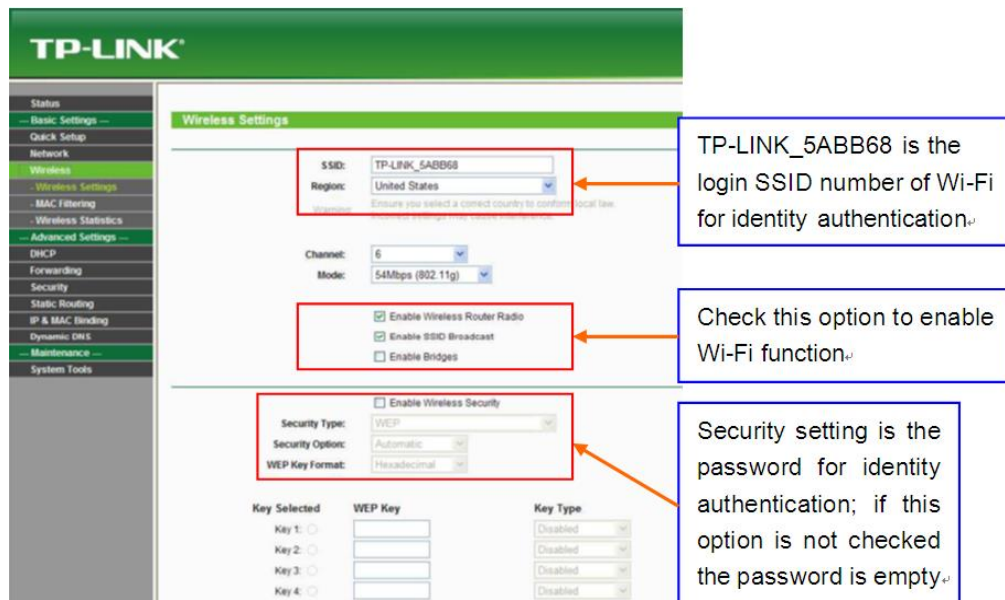 TP-LINK®
Status
— Basic Settings —
Quick Setup
Network
Wireless
- Wireless Settings
- MAC Filtering
- Wireless Statistics
— Advanced Settings —
DHCP
Forwarding
Security
Static Routing
IP & MAC Binding
Dynamic DNS
— Maintenance —
System Tools
Wireless Settings
SSID: TP-LINK_5ABB68
Region: United States
Warning: Ensure you select a correct country to conform local law.
Incorrect settings may cause interference.
Channel: 6
Mode: 54Mbps (802.11g)
Enable Wireless Router Radio
Enable SSID Broadcast
Enable Bridges
Enable Wireless Security
Security Type: WEP
Security Option: Automatic
WEP Key Format: Hexadecimal
Key Selected WEP Key Key Type
Key 1: Disabled
Key 2: Disabled
Key 3: Disabled
Key 4: Disabled
TP-LINK_5ABB68 is the
login SSID number of Wi-Fi
for identity authentication
Check this option to enable
Wi-Fi function
Security setting is the
password for identity
authentication; if this
option is not checked
the password is empty